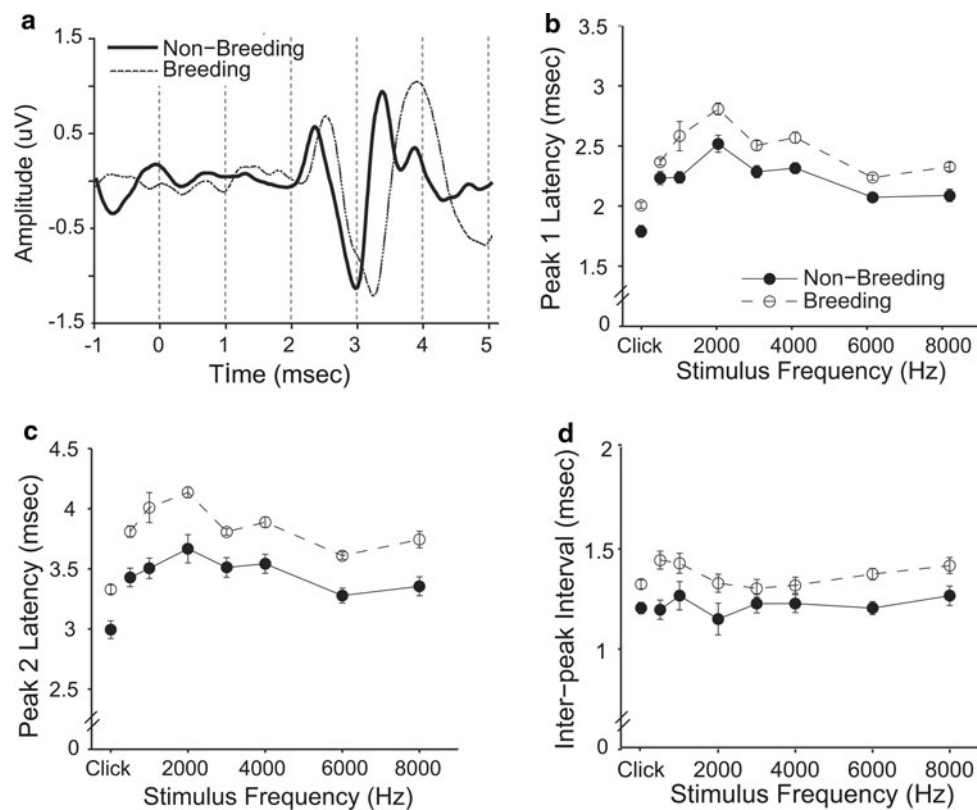 a
1.5
0.5
-0.5
-1.5
Amplitude (uV)
Non−Breeding
Breeding
-1 0 1 2 3 4 5
Time (msec)
b
3.5
3
2.5
2
1.5
0
Peak 1 Latency (msec)
Non−Breeding
Breeding
Click 2000 4000 6000 8000
Stimulus Frequency (Hz)
c
4.5
4
3.5
3
2.5
0
Peak 2 Latency (msec)
Click 2000 4000 6000 8000
Stimulus Frequency (Hz)
d
2
1.5
1
0
Inter−peak Interval (msec)
Click 2000 4000 6000 8000
Stimulus Frequency (Hz)